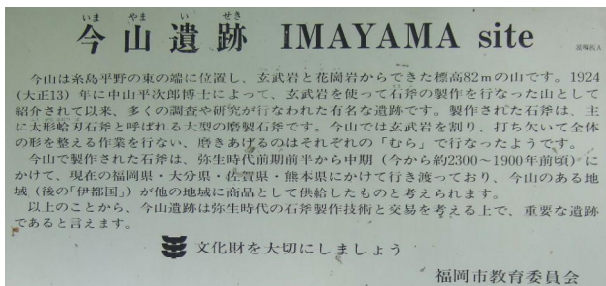 いま やま い せき
今山遺跡 IMAYAMA site
今山は糸島平野の東の端に位置し、玄武岩と花崗岩からできた標高82mの山です。1924
(大正13)年に中山平次郎博士によって、玄武岩を使って石斧の製作を行なった山として
紹介されて以来、多くの調査や研究が行なわれた有名な遺跡です。製作された石斧は、主
に太形蛤刃石斧と呼ばれる大型の磨製石斧です。今山では玄武岩を割り、打ち欠いて全体
の形を整える作業を行ない、磨きあげるのはそれぞれの「むら」で行なったようです。
今山で製作された石斧は、弥生時代前期前半から中期(今から約2300〜1900年前頃)に
かけて、現在の福岡県・大分県・佐賀県・熊本県にかけて行き渡っており、今山のある地
域(後の「伊都国」)が他の地域に商品として供給したものと考えられます。
以上のことから、今山遺跡は弥生時代の石斧製作技術と交易を考える上で、重要な遺跡
であると言えます。
文化財を大切にしましょう
福岡市教育委員会